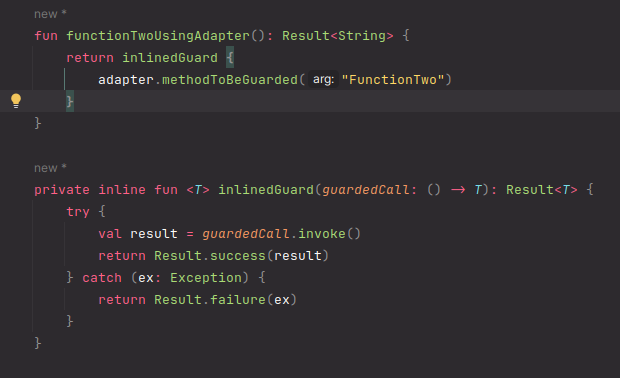 new *
fun functionTwoUsingAdapter(): Result<String> {
    return inlinedGuard {
        adapter.methodToBeGuarded( arg: "FunctionTwo")
    }
}
new *
private inline fun <T> inlinedGuard(guardedCall: () -> T): Result<T> {
    try {
        val result = guardedCall.invoke()
        return Result.success(result)
    } catch (ex: Exception) {
        return Result.failure(ex)
    }
}